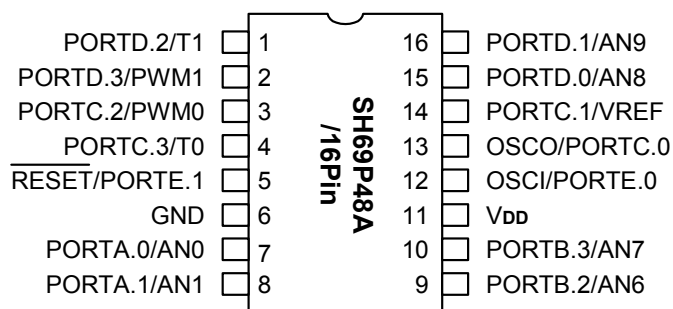 PORTD.2/T1 1 16 PORTD.1/AN9
PORTD.3/PWM1 2 15 PORTD.0/AN8
PORTC.2/PWM0 3 14 PORTC.1/VREF
PORTC.3/T0 4 13 OSCO/PORTC.0
RESET/PORTE.1 5 12 OSCI/PORTE.0
GND 6 11 VDD
PORTA.0/AN0 7 10 PORTB.3/AN7
PORTA.1/AN1 8 9 PORTB.2/AN6
SH69P48A
/16Pin